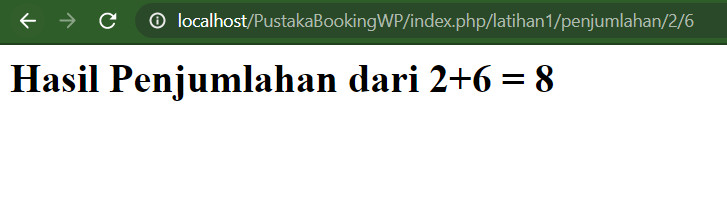 localhost/PustakaBookingWP/index.php/latihan1/penjumlahan/2/6
Hasil Penjumlahan dari 2+6 = 8